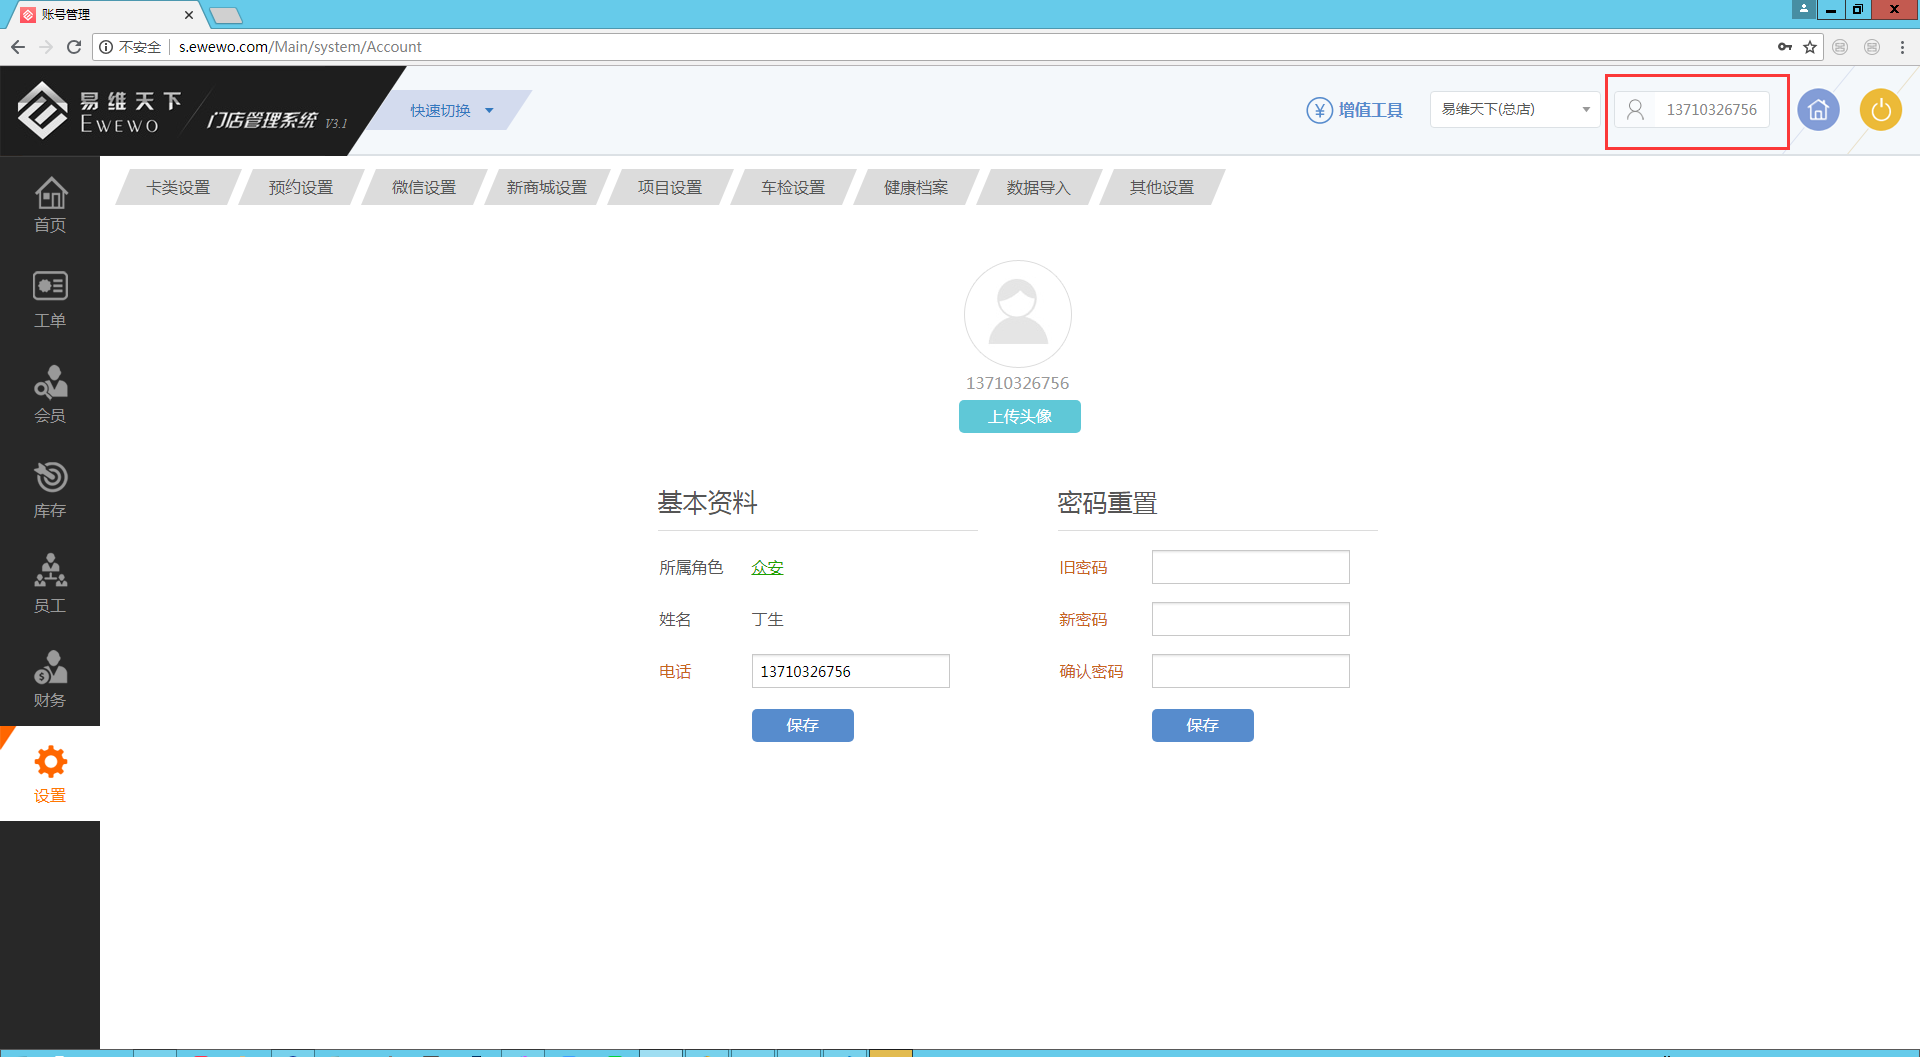 账号管理
不安全 s.ewewo.com/Main/system/Account
易维天下
EWEWO
门店管理系统 V3.1
快速切换
增值工具
易维天下(总店)
13710326756
首页
工单
会员
库存
员工
财务
设置
卡类设置 预约设置 微信设置 新商城设置 项目设置 车检设置 健康档案 数据导入 其他设置
13710326756
上传头像
基本资料
所属角色 众安
姓名 丁生
电话 13710326756
保存
密码重置
旧密码
新密码
确认密码
保存